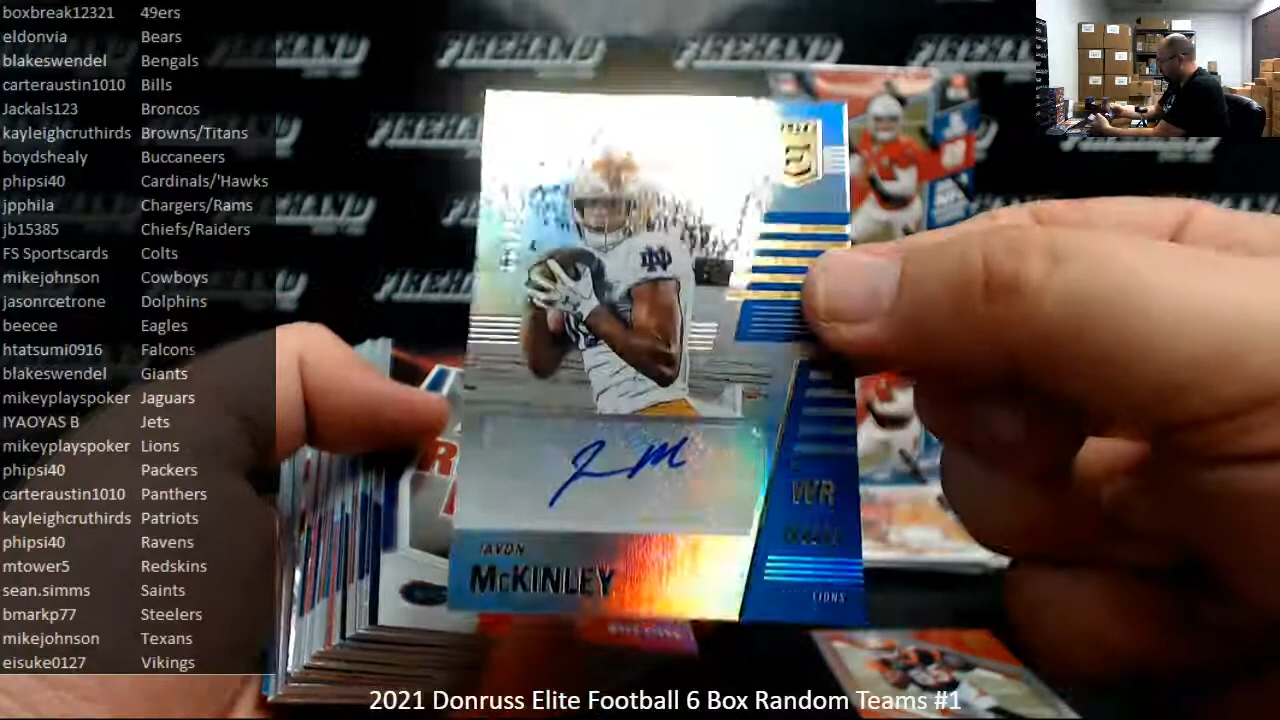 boxbreak12321 49ers
eldonvia Bears
blakeswendel Bengals
carteraustin1010 Bills
Jackals123 Broncos
kayleighcruthirds Browns/Titans
boydshealy Buccaneers
phipsi40 Cardinals/'Hawks
jpphila Chargers/Rams
jb15385 Chiefs/Raiders
FS Sportscards Colts
mikejohnson Cowboys
jasonrcetrone Dolphins
beecee Eagles
htatsumi0916 Falcons
blakeswendel Giants
mikeyplayspoker Jaguars
IYAOYAS B Jets
mikeyplayspoker Lions
phipsi40 Packers
carteraustin1010 Panthers
kayleighcruthirds Patriots
phipsi40 Ravens
mtower5 Redskins
sean.simms Saints
bmarkp77 Steelers
mikejohnson Texans
eisuke0127 Vikings
FIREHAND FIREHAND FIREHAND FIREHAND
E
ND
WR
JAVON
McKINLEY
LIONS
2021 Donruss Elite Football 6 Box Random Teams #1